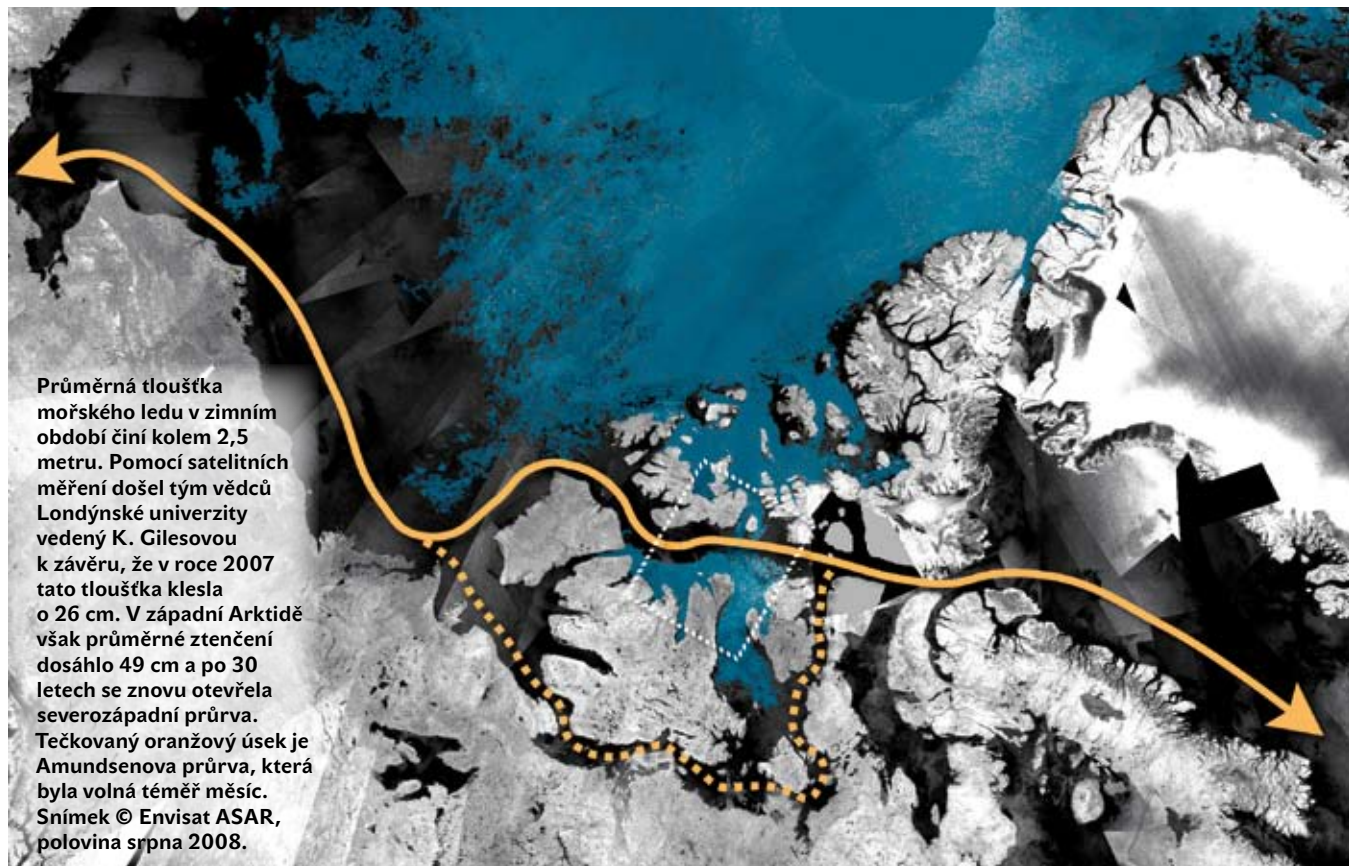 Průměrná tloušťka
mořského ledu v zimním
období činí kolem 2,5
metru. Pomocí satelitních
měření došel tým vědců
Londýnské univerzity
vedený K. Gilesovou
k závěru, že v roce 2007
tato tloušťka klesla
o 26 cm. V západní Arktidě
však průměrné ztenčení
dosáhlo 49 cm a po 30
letech se znovu otevřela
severozápadní průrva.
Tečkovaný oranžový úsek je
Amundsenova průrva, která
byla volná téměř měsíc.
Snímek © Envisat ASAR,
polovina srpna 2008.